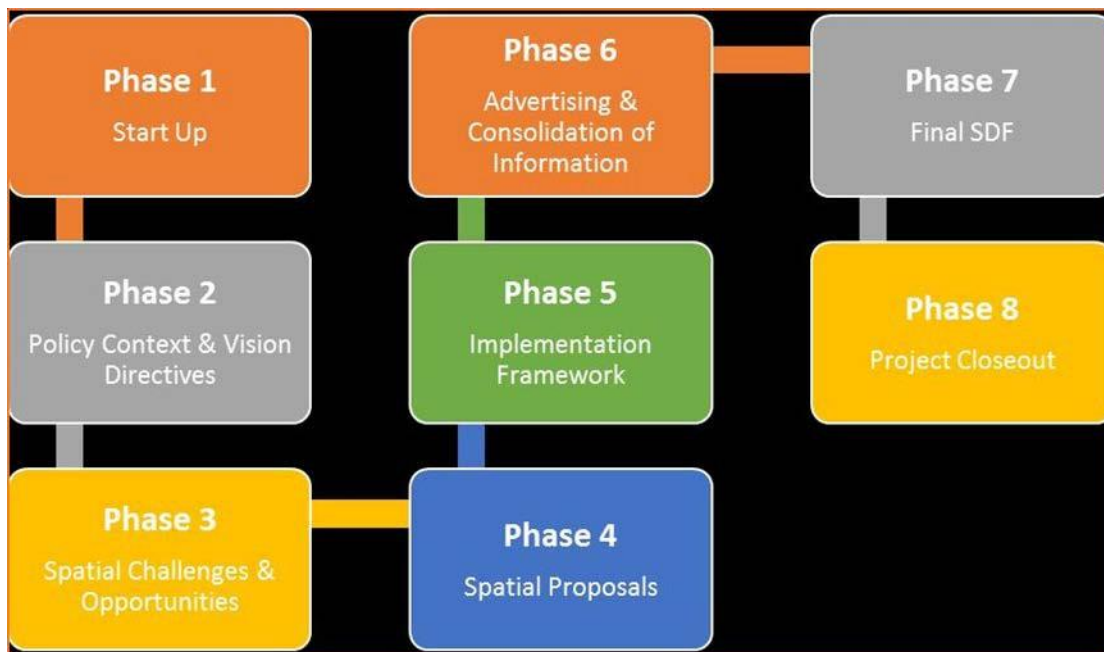 Phase 1
Start Up
Phase 2
Policy Context & Vision
Directives
Phase 3
Spatial Challenges &
Opportunities
Phase 4
Spatial Proposals
Phase 5
Implementation
Framework
Phase 6
Advertising &
Consolidation of
Information
Phase 7
Final SDF
Phase 8
Project Closeout